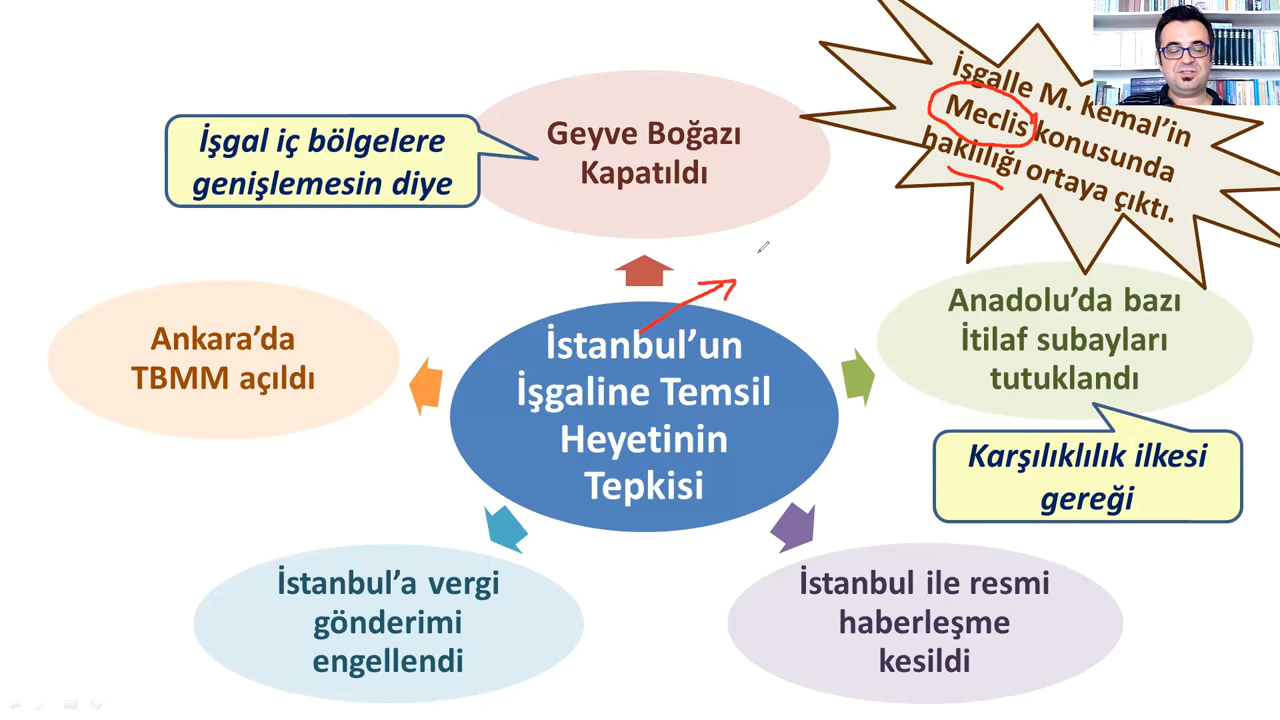 İşgalle M. Kemal’in
Meclis konusunda
haklılığı ortaya çıktı.
Geyve Boğazı
Kapatıldı
İşgal iç bölgelere
genişlemesin diye
Ankara’da
TBMM açıldı
İstanbul’un
İşgaline Temsil
Heyetinin
Tepkisi
Anadolu’da bazı
İtilaf subayları
tutuklandı
Karşılıklılık ilkesi
gereği
İstanbul’a vergi
gönderimi
engellendi
İstanbul ile resmi
haberleşme
kesildi